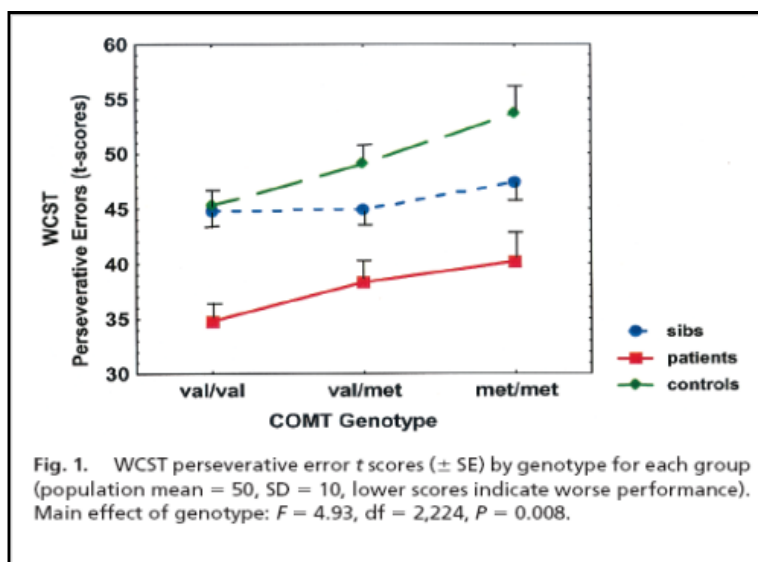 60
55
50
45
40
35
30
WCST
Perseverative Errors (t-scores)
val/val val/met met/met
COMT Genotype
sibs
patients
controls
Fig. 1. WCST perseverative error t scores (± SE) by genotype for each group
(population mean = 50, SD = 10, lower scores indicate worse performance).
Main effect of genotype: F = 4.93, df = 2,224, P = 0.008.